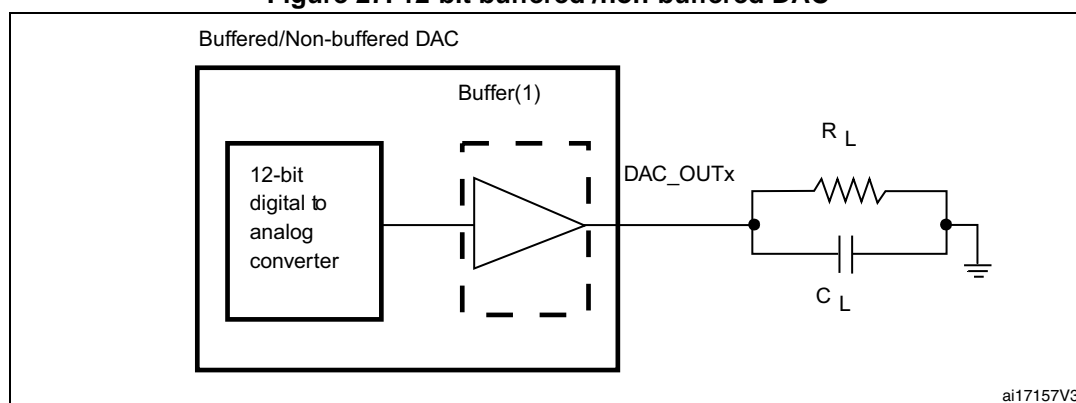 Figure 27. 12-bit buffered /non-buffered DAC
Buffered/Non-buffered DAC
Buffer(1)
12-bit
digital to
analog
converter
DAC_OUTx
R L
C L
ai17157V3